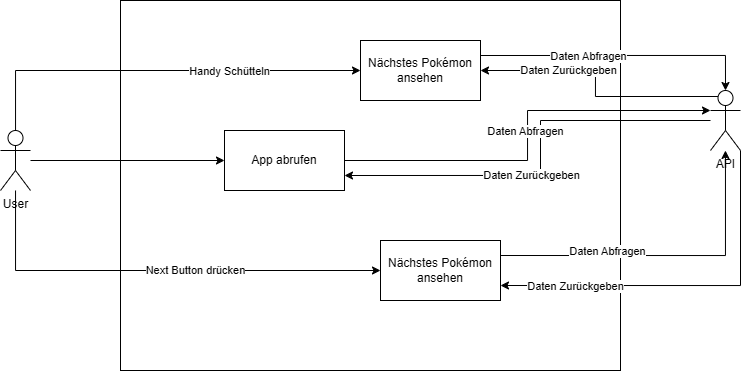 Nächstes Pokémon
ansehen
Daten Abfragen
Handy Schütteln
Daten Zurückgeben
Daten Abfragen
App abrufen
API
Daten Zurückgeben
User
Nächstes Pokémon
ansehen
Daten Abfragen
Next Button drücken
Daten Zurückgeben